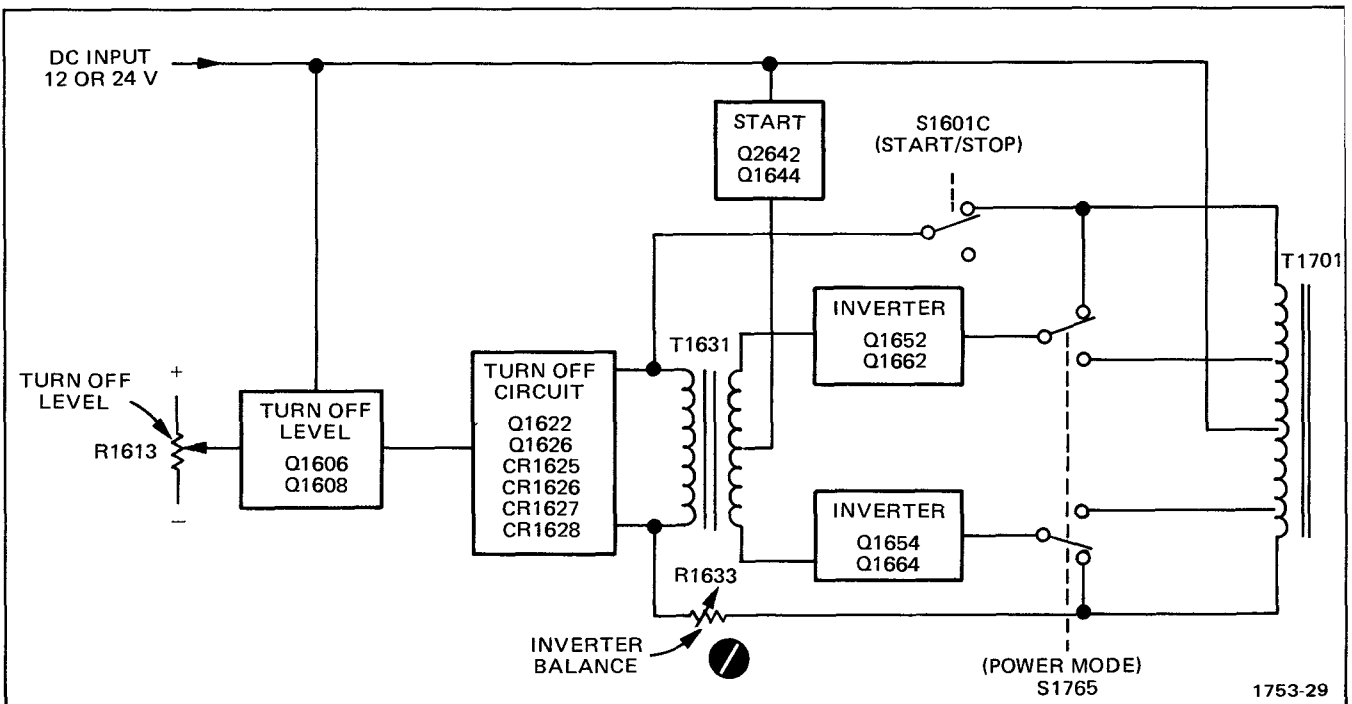 DC INPUT
12 OR 24 V
START
Q2642
Q1644
S1601C
(START/STOP)
T1701
INVERTER
Q1652
Q1662
T1631
TURN OFF
CIRCUIT
Q1622
Q1626
CR1625
CR1626
CR1627
CR1628
TURN OFF
LEVEL
+
R1613
−
TURN OFF
LEVEL
Q1606
Q1608
INVERTER
Q1654
Q1664
R1633
INVERTER
BALANCE
(POWER MODE)
S1765
1753-29